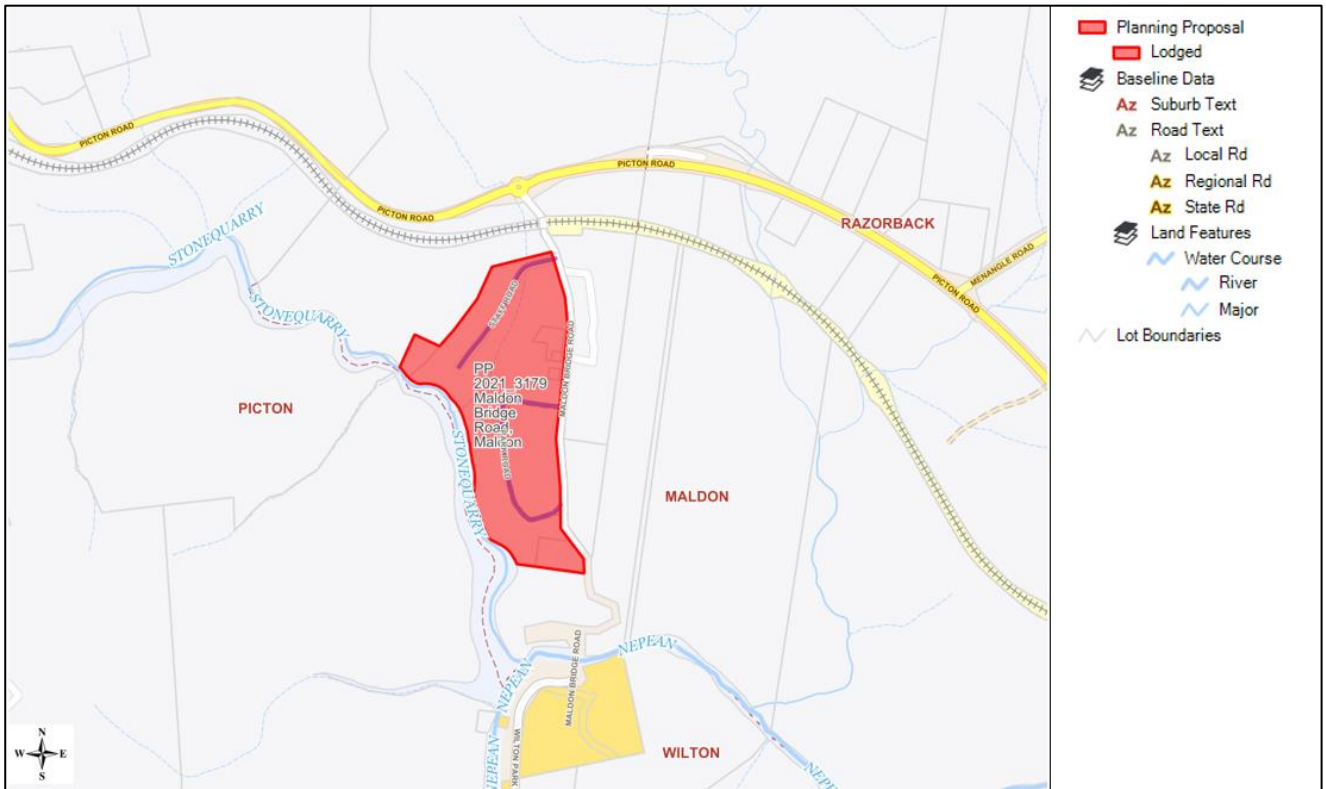 PICTON ROAD
PICTON ROAD
PICTON ROAD
PICTON ROAD
MENANGLE ROAD
RAZORBACK
STONEQUARRY
STONEQUARRY
STONEQUARRY
STAFF ROAD
MALDON BRIDGE ROAD
PP
2021_3179
Maldon
Bridge
Road,
Maldon
PICTON
MALDON
NEPEAN
NEPEAN
NEPEAN
MALDON BRIDGE ROAD
WILTON PARK
WILTON
NEPE
N
W E
S
Planning Proposal
Lodged
Baseline Data
Az Suburb Text
Az Road Text
Az Local Rd
Az Regional Rd
Az State Rd
Land Features
Water Course
River
Major
Lot Boundaries